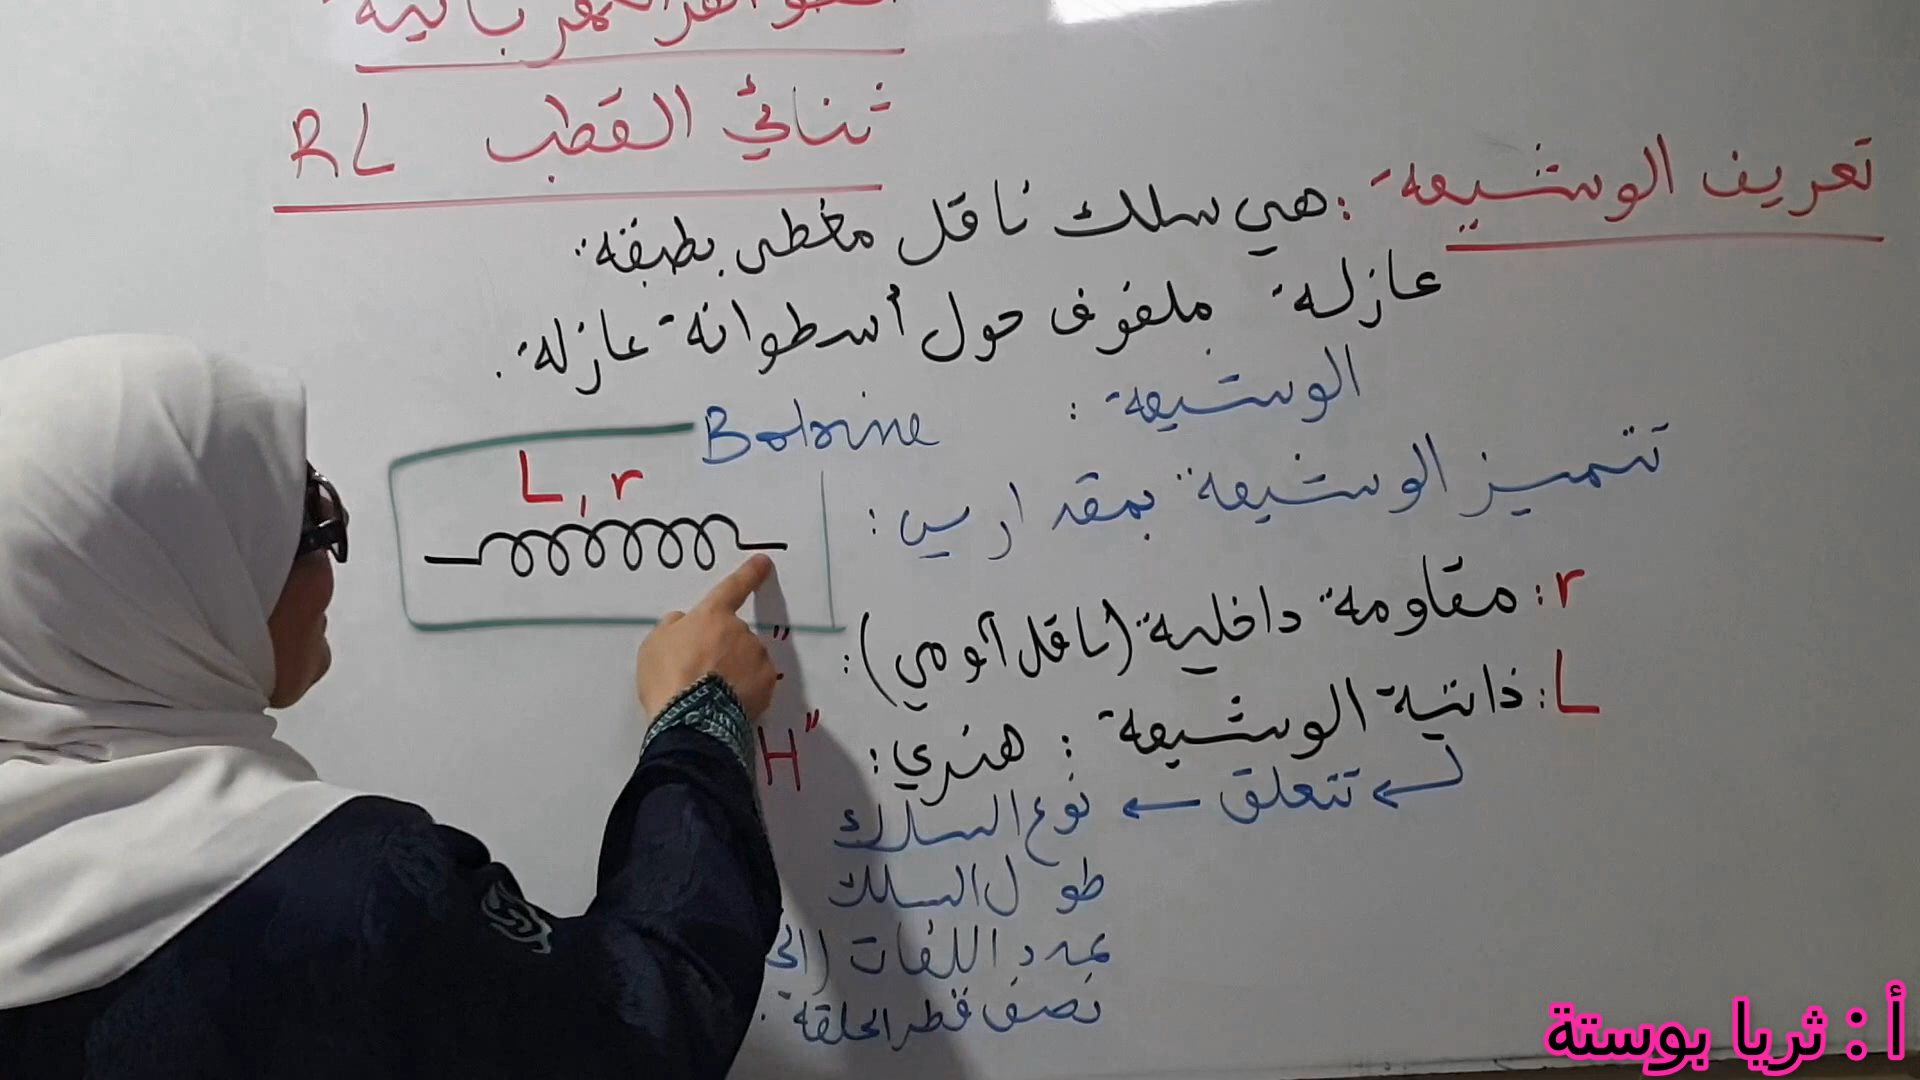 ثنائي القطب RL
تعريف الوشيعة : هي سلك ناقل مغطى بطبقة
عازلة ملفوف حول أسطوانة عازلة .
الوشيعة : Bobine
تتميز الوشيعة بمقدارين :
L , r
r : مقاومة داخلية (ناقل أومي) :
L : ذاتية الوشيعة : هنري : H"
تتعلق ← نوع السلك
طول السلك
عدد اللفات
نصف قطر الحلقة .
أ : ثريا بوستة